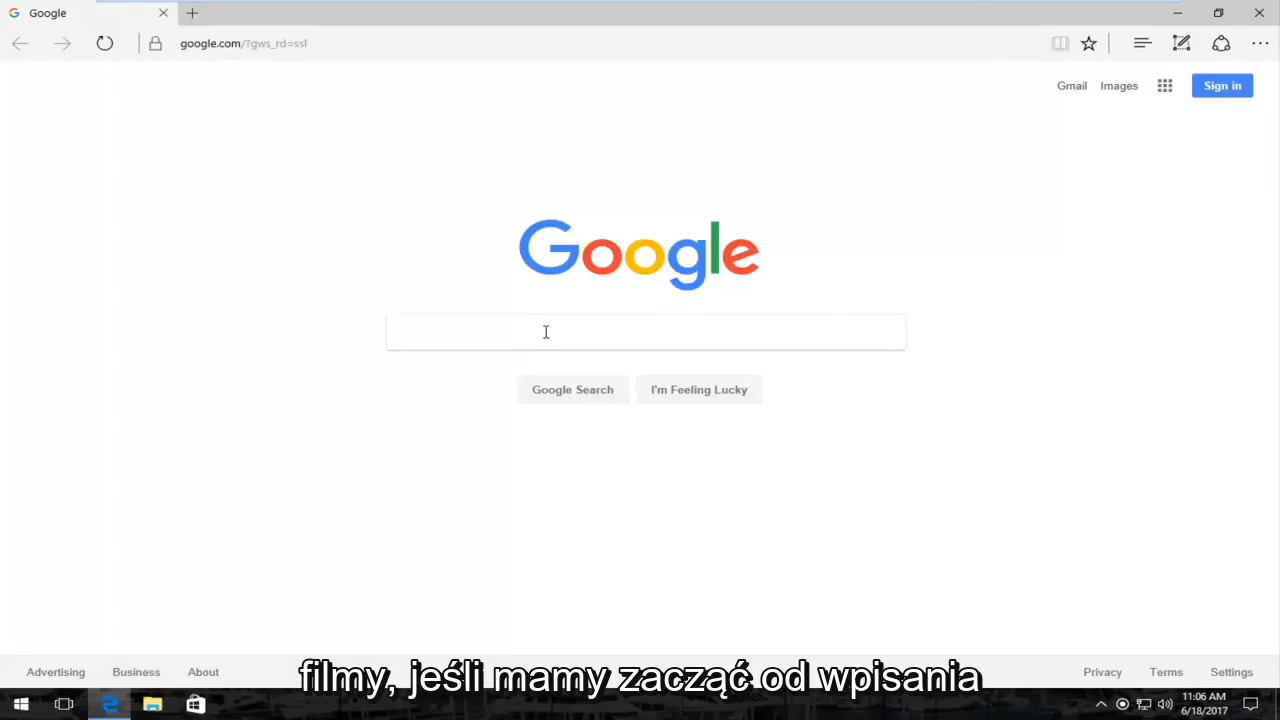 Google
google.com/?gws_rd=ssl
Gmail Images Sign in
Google
Google Search I'm Feeling Lucky
Advertising Business About Privacy Terms Settings
filmy, jeśli mamy zacząć od wpisania
11:06 AM
6/18/2017